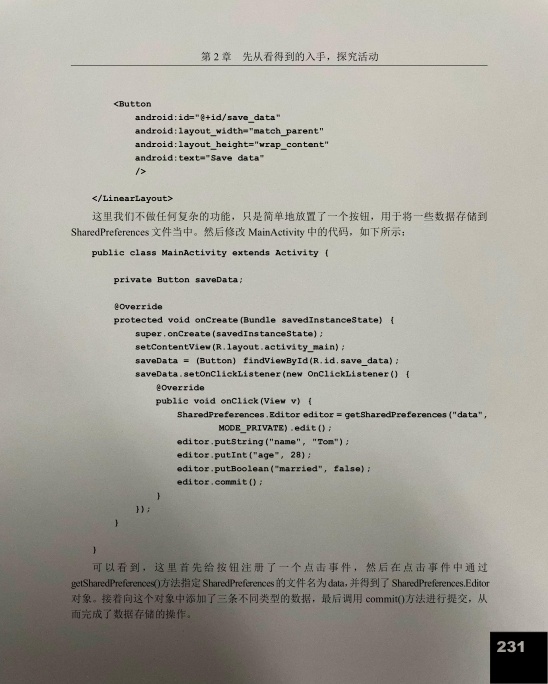 第 2 章　先从看得到的入手，探究活动
<Button
android:id="@+id/save_data"
android:layout_width="match_parent"
android:layout_height="wrap_content"
android:text="Save data"
/>
</LinearLayout>
这里我们不做任何复杂的功能，只是简单地放置了一个按钮，用于将一些数据存储到
SharedPreferences 文件当中。然后修改 MainActivity 中的代码，如下所示：
public class MainActivity extends Activity {
private Button saveData;
@Override
protected void onCreate(Bundle savedInstanceState) {
super.onCreate(savedInstanceState);
setContentView(R.layout.activity_main);
saveData = (Button) findViewById(R.id.save_data);
saveData.setOnClickListener(new OnClickListener() {
@Override
public void onClick(View v) {
SharedPreferences.Editor editor = getSharedPreferences("data",
MODE_PRIVATE).edit();
editor.putString("name", "Tom");
editor.putInt("age", 28);
editor.putBoolean("married", false);
editor.commit();
}
});
}
}
可以看到，这里首先给按钮注册了一个点击事件，然后在点击事件中通过
getSharedPreferences()方法指定 SharedPreferences 的文件名为 data，并得到了 SharedPreferences.Editor
对象。接着向这个对象中添加了三条不同类型的数据，最后调用 commit()方法进行提交，从
而完成了数据存储的操作。
231